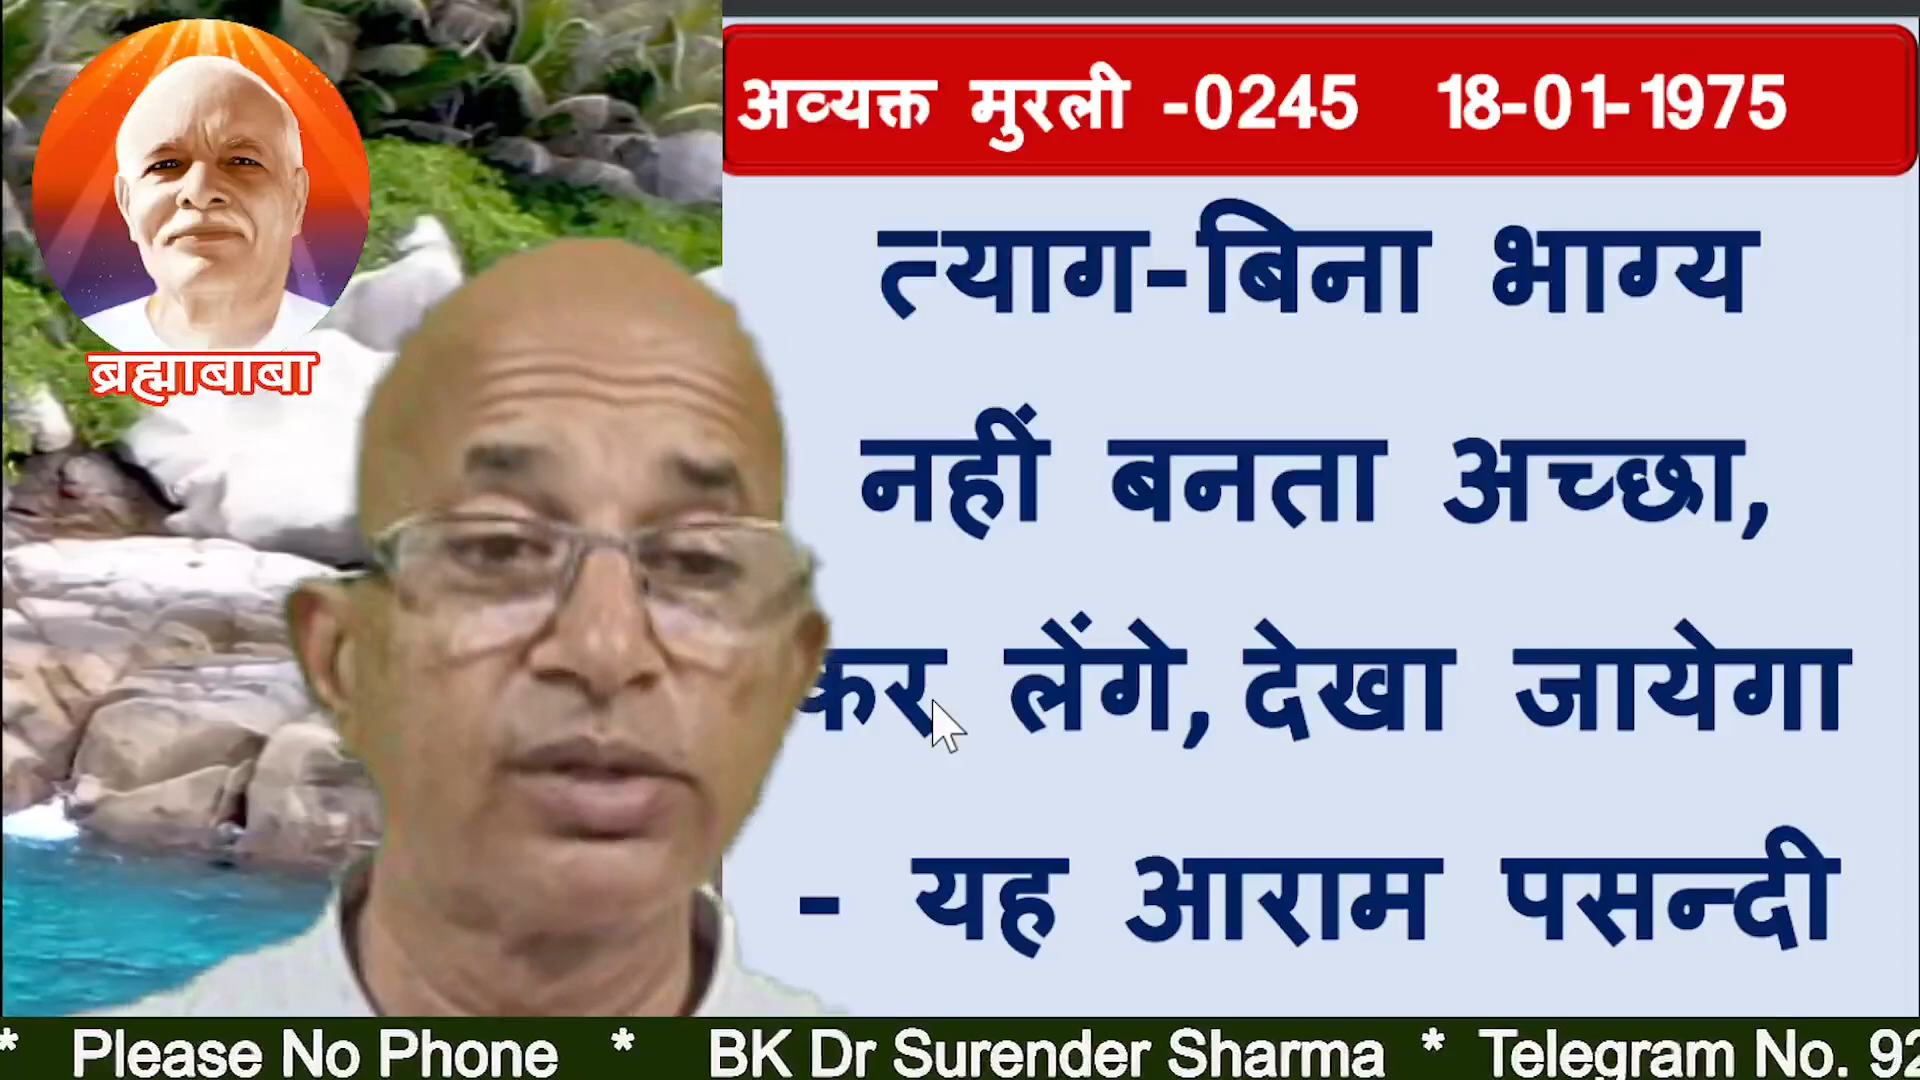 अव्यक्त मुरली -0245 18-01-1975
ब्रह्माबाबा
त्याग-बिना भाग्य
नहीं बनता अच्छा,
कर लेंगे, देखा जायेगा
- यह आराम पसन्दी
* Please No Phone * BK Dr Surender Sharma * Telegram No. 92